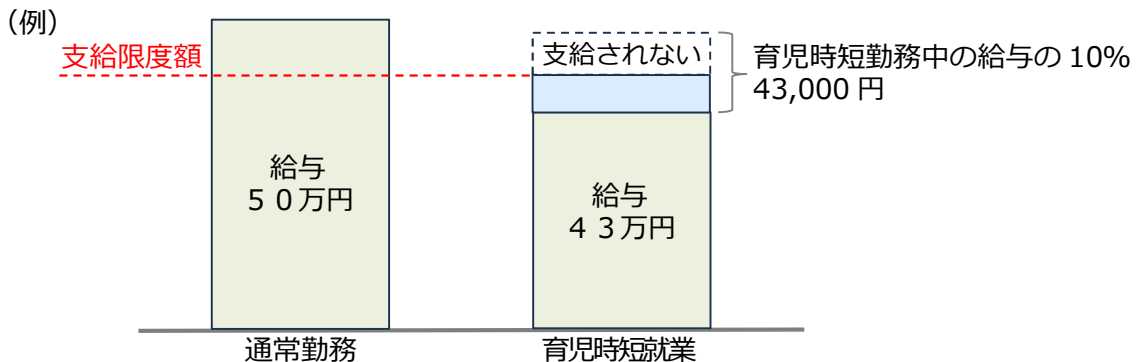 （例）
支給限度額
支給されない
育児時短勤務中の給与の 10%
43,000 円
給与
５０万円
給与
４３万円
通常勤務
育児時短就業